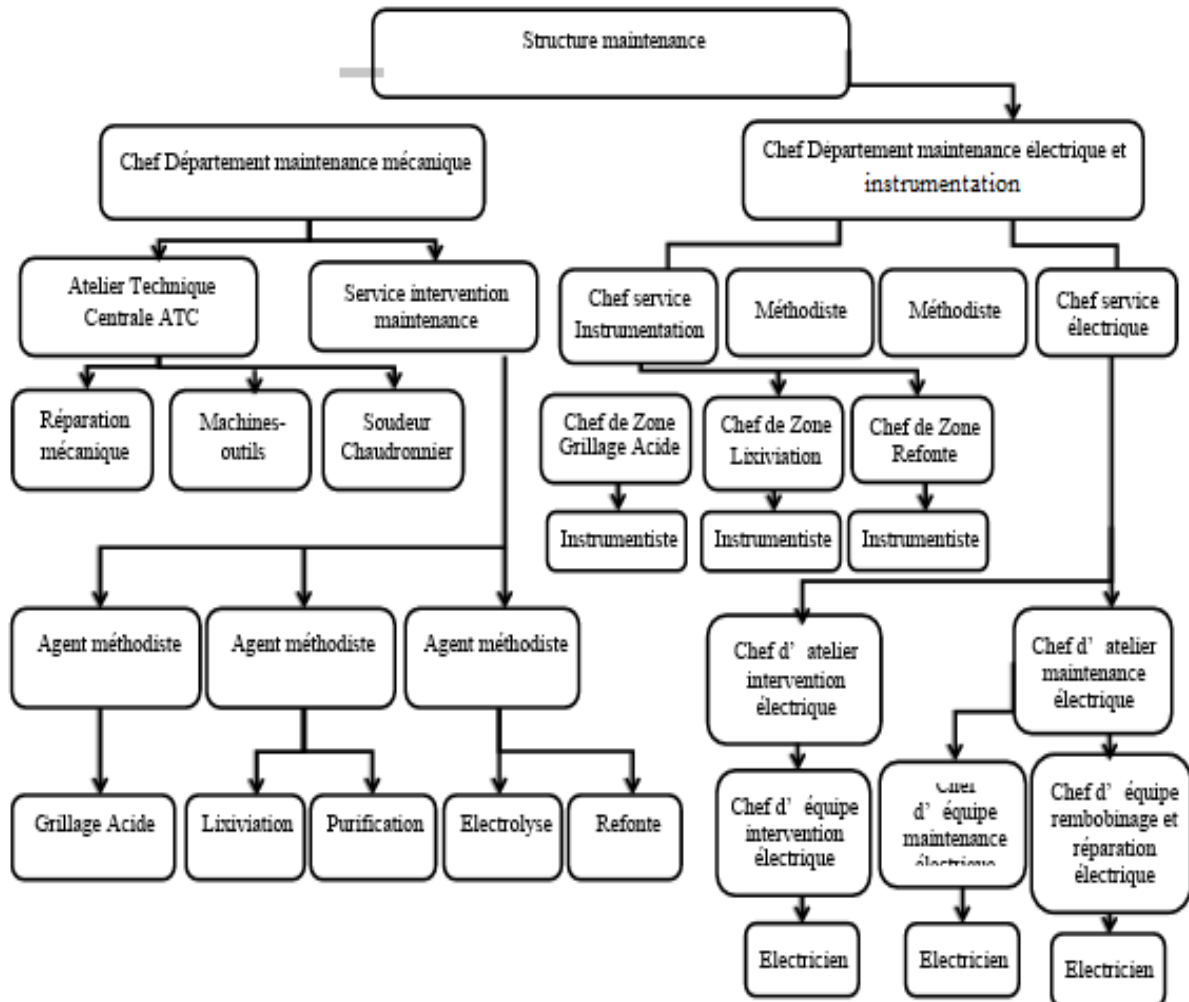 Structure maintenance
Chef Département maintenance mécanique
Chef Département maintenance électrique et
instrumentation
Atelier Technique
Centrale ATC
Service intervention
maintenance
Chef service
Instrumentation
Méthodiste
Méthodiste
Chef service
électrique
Réparation
mécanique
Machines-
outils
Soudeur
Chaudronnier
Chef de Zone
Grillage Acide
Chef de Zone
Lixiviation
Chef de Zone
Refonte
Instrumentiste
Instrumentiste
Instrumentiste
Agent méthodiste
Agent méthodiste
Agent méthodiste
Chef d’ atelier
intervention
électrique
Chef d’ atelier
maintenance
électrique
Grillage Acide
Lixiviation
Purification
Electrolyse
Refonte
Chef d’ équipe
intervention
électrique
Chef
d’ équipe
maintenance
électrique
Chef d’ équipe
rembobinage et
réparation
électrique
Electricien
Electricien
Electricien